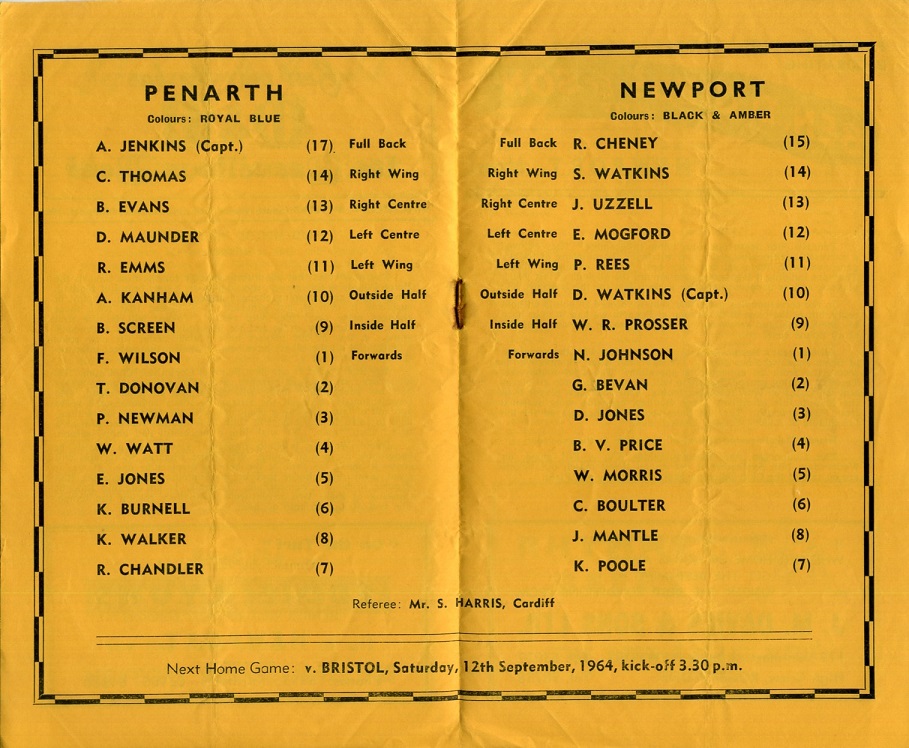 PENARTH
Colours: ROYAL BLUE
A. JENKINS (Capt.) (17) Full Back
C. THOMAS (14) Right Wing
B. EVANS (13) Right Centre
D. MAUNDER (12) Left Centre
R. EMMS (11) Left Wing
A. KANHAM (10) Outside Half
B. SCREEN (9) Inside Half
F. WILSON (1) Forwards
T. DONOVAN (2)
P. NEWMAN (3)
W. WATT (4)
E. JONES (5)
K. BURNELL (6)
K. WALKER (8)
R. CHANDLER (7)
NEWPORT
Colours: BLACK & AMBER
Full Back R. CHENEY (15)
Right Wing S. WATKINS (14)
Right Centre J. UZZELL (13)
Left Centre E. MOGFORD (12)
Left Wing P. REES (11)
Outside Half D. WATKINS (Capt.) (10)
Inside Half W. R. PROSSER (9)
Forwards N. JOHNSON (1)
G. BEVAN (2)
D. JONES (3)
B. V. PRICE (4)
W. MORRIS (5)
C. BOULTER (6)
J. MANTLE (8)
K. POOLE (7)
Referee: Mr. S. HARRIS, Cardiff
Next Home Game: v. BRISTOL, Saturday, 12th September, 1964, kick-off 3.30 p.m.